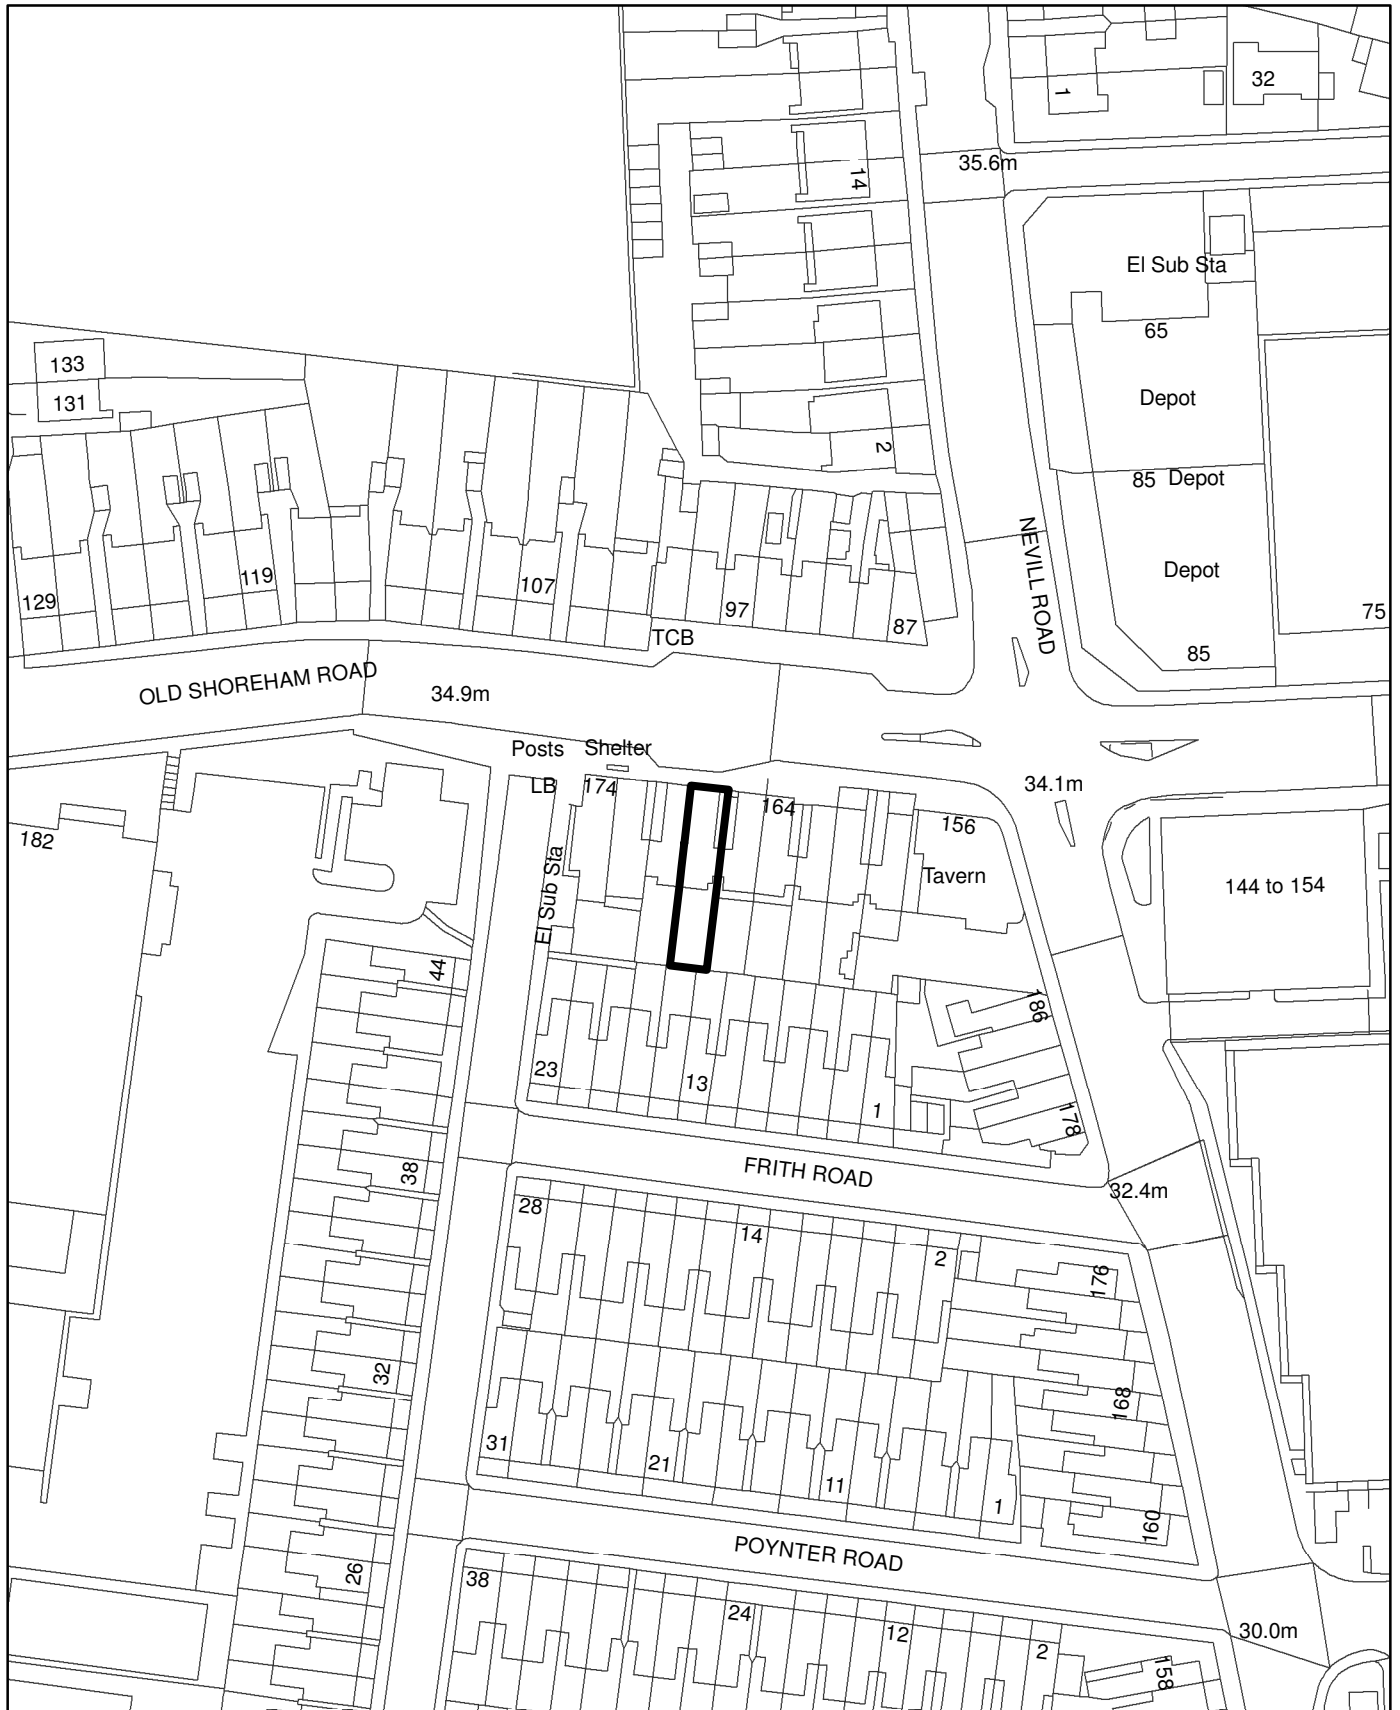 32
1
35.6m
14
El Sub Sta
65
133
131
Depot
2
85 Depot
NEVILL ROAD
Depot
107
119
129
97
75
87
TCB
85
OLD SHOREHAM ROAD
34.9m
Posts Shelter
LB 174
34.1m
164
156
182
El Sub Sta
Tavern
144 to 154
44
186
23
13
1
178
38
FRITH ROAD
32.4m
28
14
2
176
32
168
31
21
11
1
160
POYNTER ROAD
26
38
24
12
2
30.0m
158